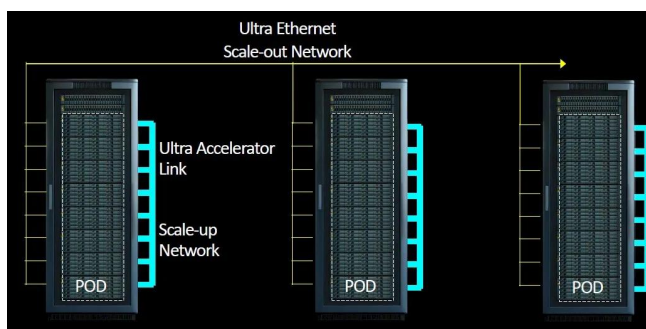 Ultra Ethernet
Scale-out Network
Ultra Accelerator
Link
Scale-up
Network
POD
POD
POD